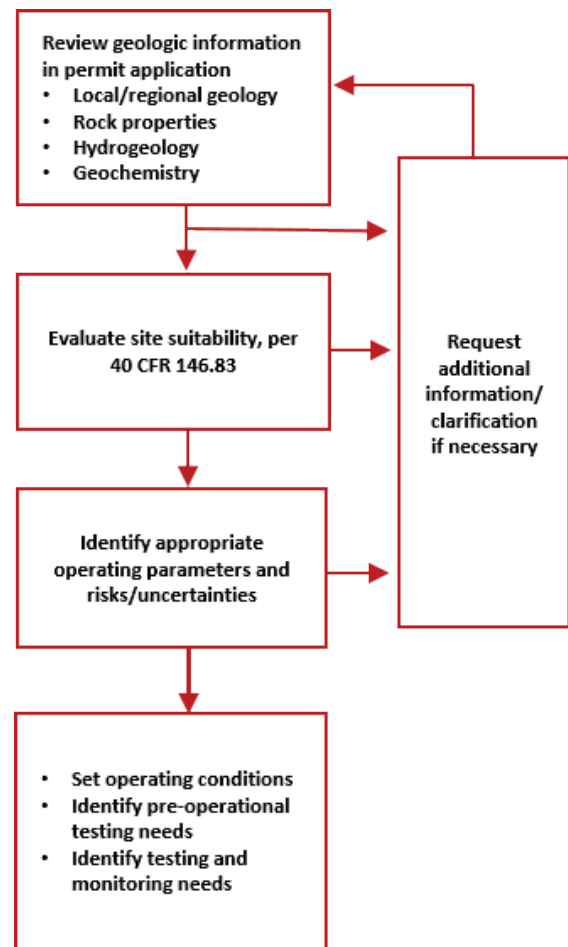 Review geologic information
in permit application
• Local/regional geology
• Rock properties
• Hydrogeology
• Geochemistry
Evaluate site suitability, per
40 CFR 146.83
Request
additional
information/
clarification
if necessary
Identify appropriate
operating parameters and
risks/uncertainties
• Set operating conditions
• Identify pre-operational
testing needs
• Identify testing and
monitoring needs